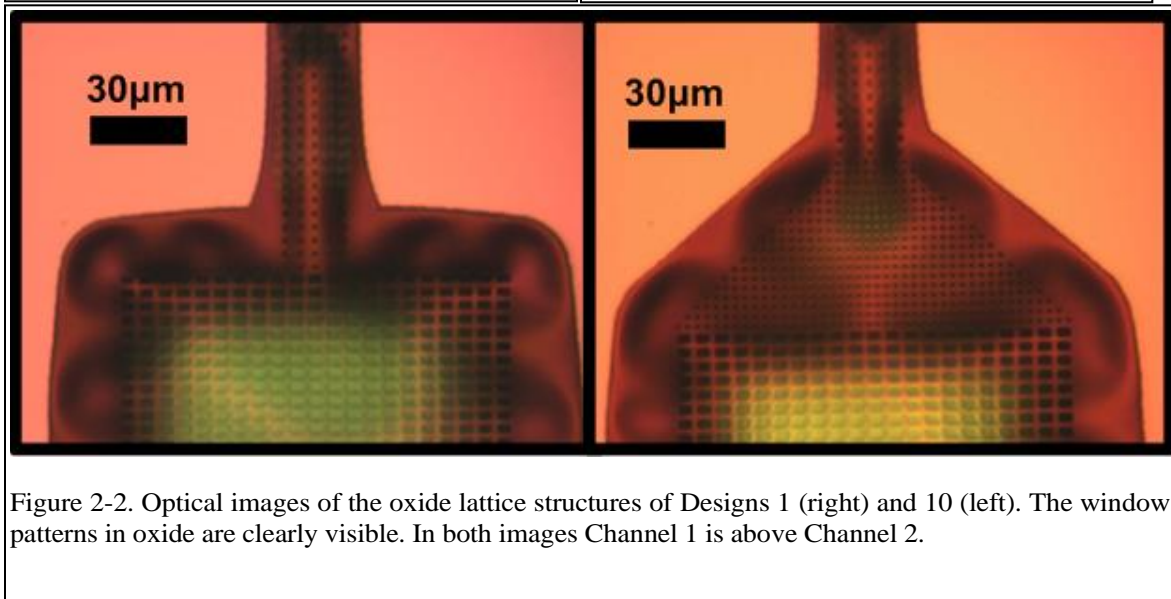 30μm
30μm
Figure 2-2. Optical images of the oxide lattice structures of Designs 1 (right) and 10 (left). The window
patterns in oxide are clearly visible. In both images Channel 1 is above Channel 2.